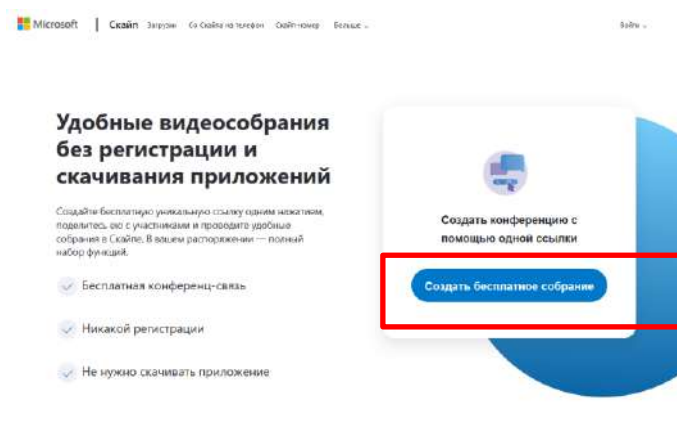 Microsoft | Скайп Загрузки Со Скайпа на телефон Скайп-номер Больше
Войти
Удобные видеособрания
без регистрации и
скачивания приложений
Создайте бесплатную уникальную ссылку одним нажатием,
поделитесь ею с участниками и проводите удобные
собрания в Скайпе. В вашем распоряжении — полный
набор функций.
Бесплатная конференц-связь
Никакой регистрации
Не нужно скачивать приложение
Создать конференцию с
помощью одной ссылки
Создать бесплатное собрание